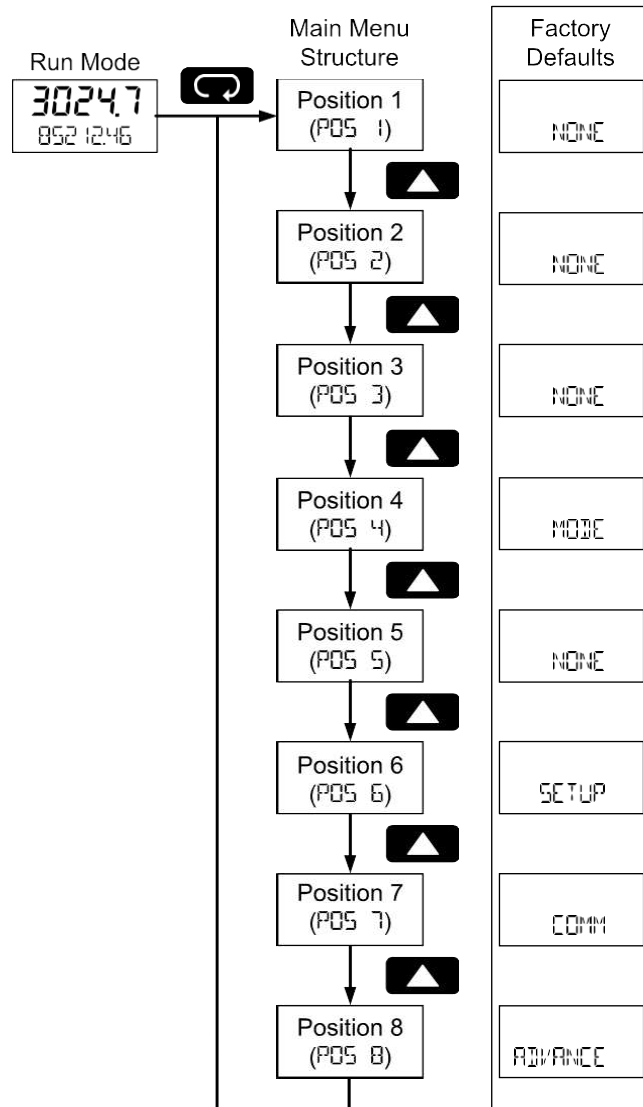 Main Menu
Structure
Factory
Defaults
Run Mode
3024.7
85212.46
Position 1
(POS 1)
NONE
Position 2
(POS 2)
NONE
Position 3
(POS 3)
NONE
Position 4
(POS 4)
MODE
Position 5
(POS 5)
NONE
Position 6
(POS 6)
SETUP
Position 7
(POS 7)
COMM
Position 8
(POS 8)
ADVANCE